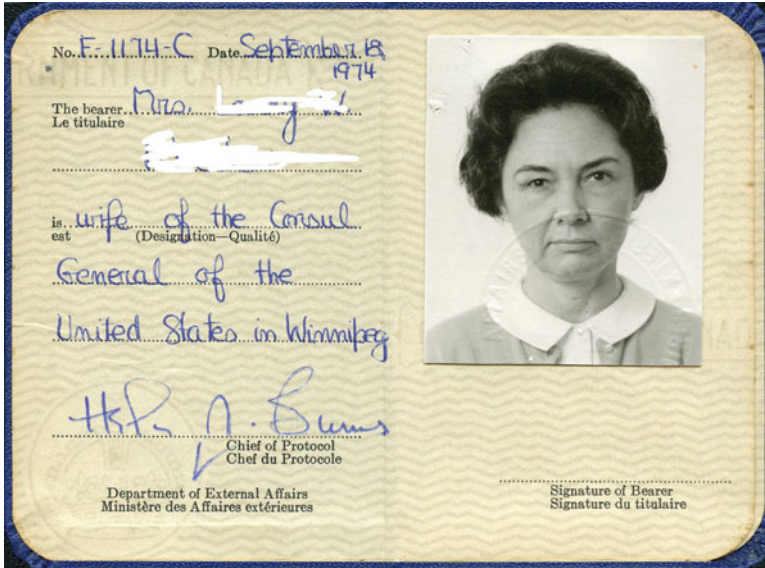 No. F-1174-C Date September 18,
1974
The bearer Mrs.
Le titulaire
is wife of the Consul
est (Designation—Qualité)
General of the
United States in Winnipeg
Chief of Protocol
Chef du Protocole
Department of External Affairs
Ministère des Affaires extérieures
Signature of Bearer
Signature du titulaire